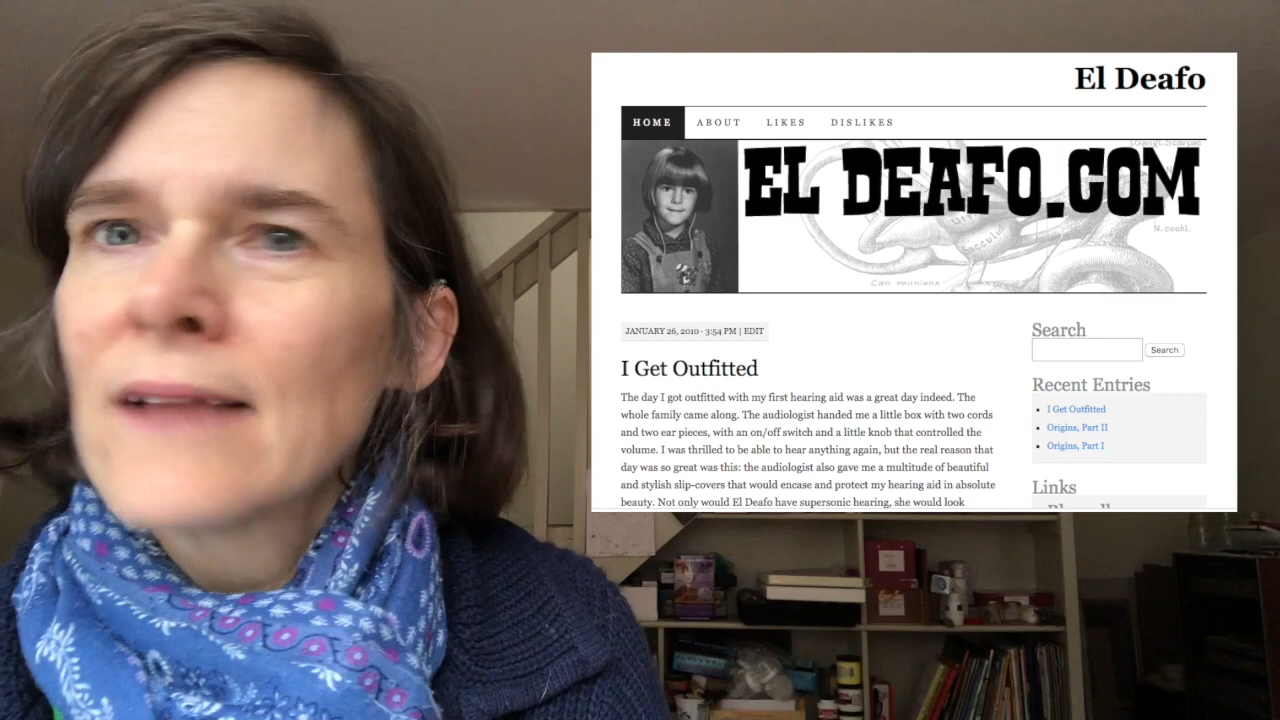 El Deafo
HOME ABOUT LIKES DISLIKES
EL DEAFO.COM
N.coehl.
Sacculus
JANUARY 26, 2010 · 3:54 PM | EDIT
I Get Outfitted
The day I got outfitted with my first hearing aid was a great day indeed. The
whole family came along. The audiologist handed me a little box with two cords
and two ear pieces, with an on/off switch and a little knob that controlled the
volume. I was thrilled to be able to hear anything again, but the real reason that
day was so great was this: the audiologist also gave me a multitude of beautiful
and stylish slip-covers that would encase and protect my hearing aid in absolute
beauty. Not only would El Deafo have supersonic hearing, she would look
Search
Search
Recent Entries
I Get Outfitted
Origins, Part II
Origins, Part I
Links